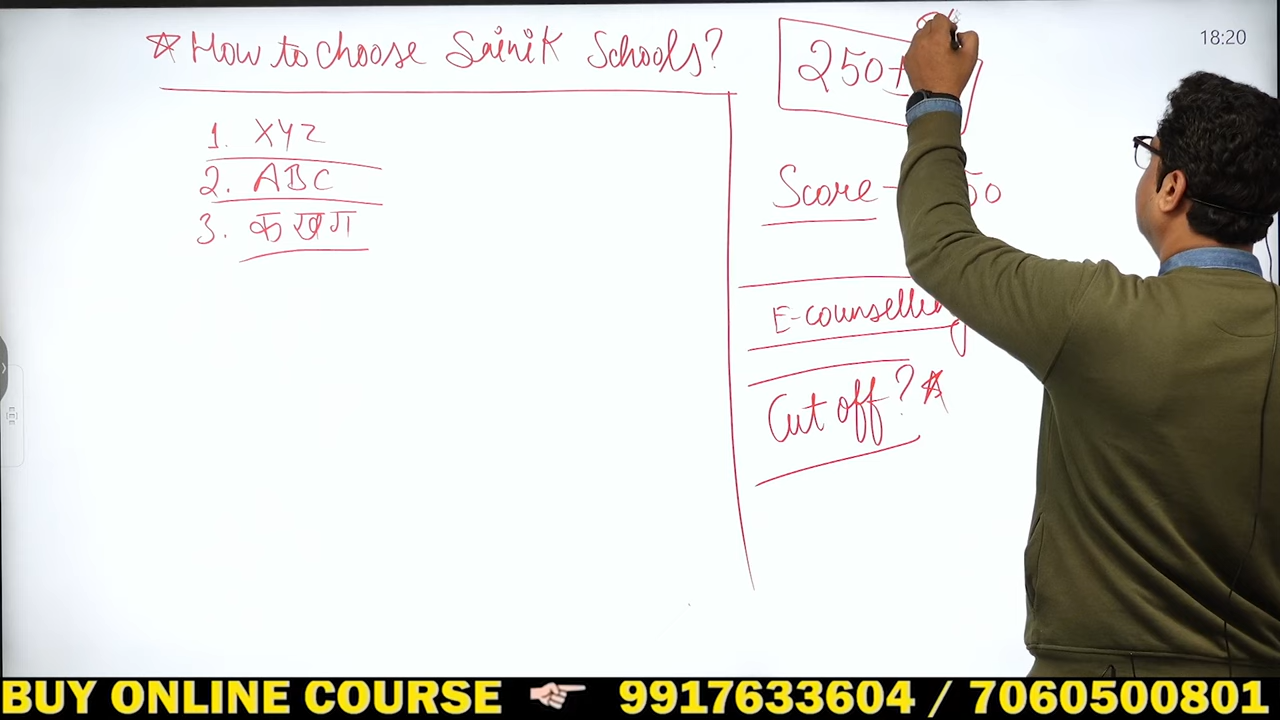 ☆ How to choose Sainik Schools?
1. XYZ
2. ABC
3. क ख ग
250+
18:20
Score - 50
E-counselling
Cut off? ☆
BUY ONLINE COURSE 9917633604 / 7060500801